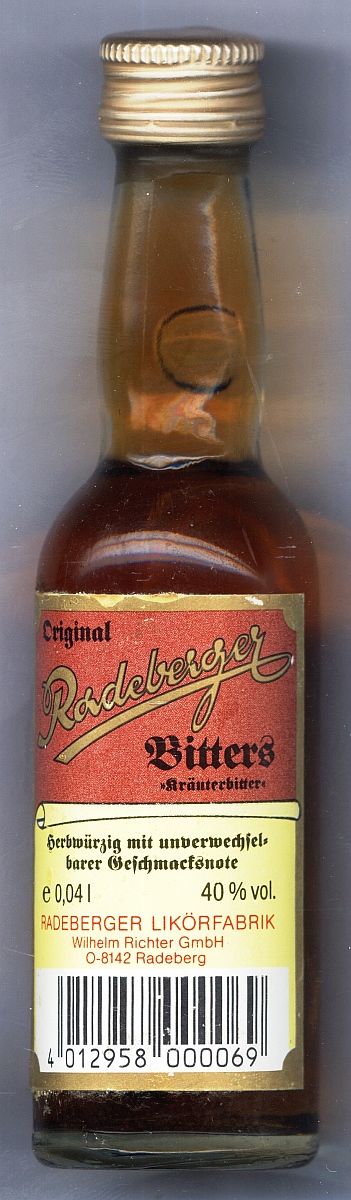 Original
Radeberger
Bitters
»Kräuterbitter«
Herbwürzig mit unverwechsel-
barer Geschmacksnote
e 0,04 l 40 % vol.
RADEBERGER LIKÖRFABRIK
Wilhelm Richter GmbH
O-8142 Radeberg
4 012958 000069